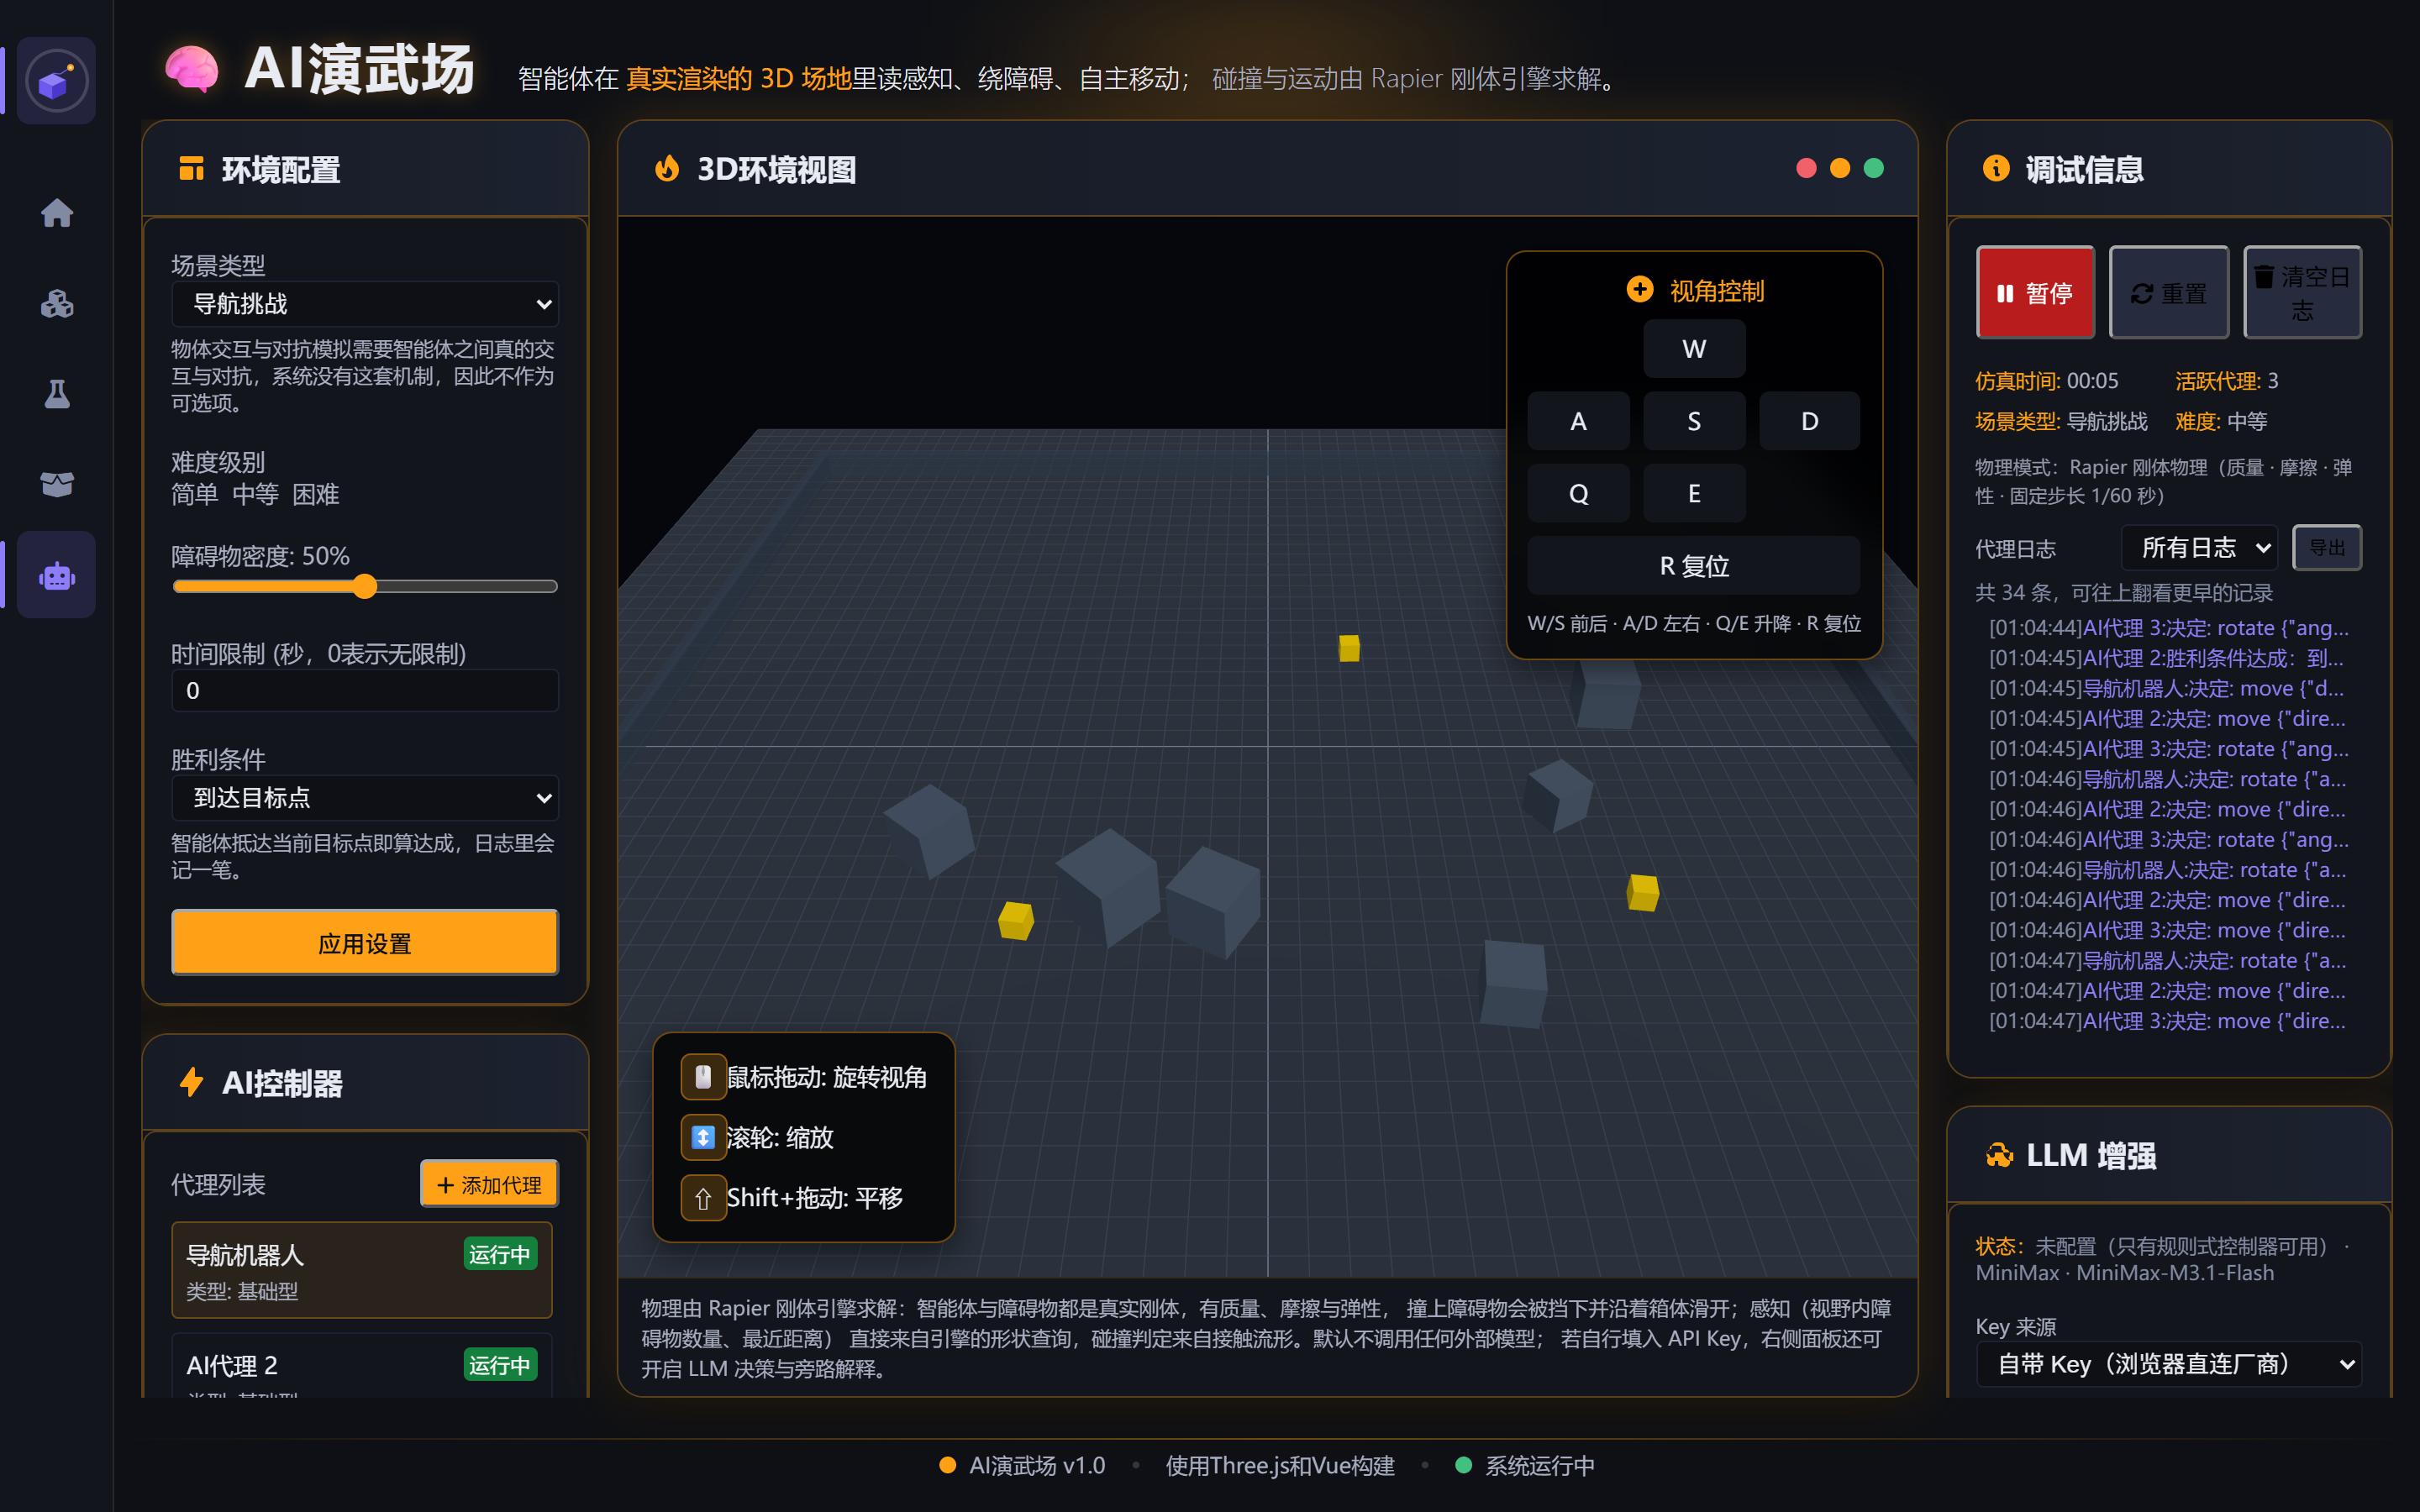 AI演武场
智能体在 真实渲染的 3D 场地里读感知、绕障碍、自主移动； 碰撞与运动由 Rapier 刚体引擎求解。
环境配置
场景类型
导航挑战
物体交互与对抗模拟需要智能体之间真的交
互与对抗，系统没有这套机制，因此不作为
可选项。
难度级别
简单 中等 困难
障碍物密度: 50%
时间限制 (秒，0表示无限制)
0
胜利条件
到达目标点
智能体抵达当前目标点即算达成，日志里会
记一笔。
应用设置
AI控制器
代理列表
添加代理
导航机器人
运行中
类型: 基础型
AI代理 2
运行中
3D环境视图
视角控制
W
A S D
Q E
R 复位
W/S 前后 · A/D 左右 · Q/E 升降 · R 复位
鼠标拖动: 旋转视角
滚轮: 缩放
Shift+拖动: 平移
物理由 Rapier 刚体引擎求解：智能体与障碍物都是真实刚体，有质量、摩擦与弹性， 撞上障碍物会被挡下并沿着箱体滑开；感知（视野内障
碍物数量、最近距离） 直接来自引擎的形状查询，碰撞判定来自接触流形。默认不调用任何外部模型； 若自行填入 API Key，右侧面板还可
开启 LLM 决策与旁路解释。
调试信息
暂停
重置
清空日
志
仿真时间: 00:05 活跃代理: 3
场景类型: 导航挑战 难度: 中等
物理模式：Rapier 刚体物理（质量 · 摩擦 · 弹
性 · 固定步长 1/60 秒）
代理日志
所有日志
导出
共 34 条，可往上翻看更早的记录
[01:04:44]AI代理 3:决定: rotate {"ang...
[01:04:45]AI代理 2:胜利条件达成：到...
[01:04:45]导航机器人:决定: move {"d...
[01:04:45]AI代理 2:决定: move {"dire...
[01:04:45]AI代理 3:决定: rotate {"ang...
[01:04:46]导航机器人:决定: rotate {"a...
[01:04:46]AI代理 2:决定: move {"dire...
[01:04:46]AI代理 3:决定: rotate {"ang...
[01:04:46]导航机器人:决定: rotate {"a...
[01:04:46]AI代理 2:决定: move {"dire...
[01:04:46]AI代理 3:决定: move {"dire...
[01:04:47]导航机器人:决定: rotate {"a...
[01:04:47]AI代理 2:决定: move {"dire...
[01:04:47]AI代理 3:决定: move {"dire...
LLM 增强
状态：未配置（只有规则式控制器可用） ·
MiniMax · MiniMax-M3.1-Flash
Key 来源
自带 Key（浏览器直连厂商）
AI演武场 v1.0 • 使用Three.js和Vue构建 • 系统运行中